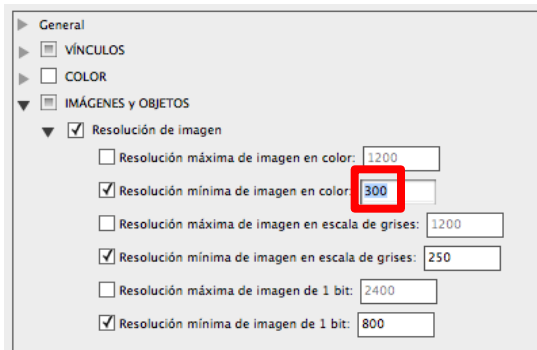 General
VÍNCULOS
COLOR
IMÁGENES y OBJETOS
Resolución de imagen
Resolución máxima de imagen en color: 1200
Resolución mínima de imagen en color: 300
Resolución máxima de imagen en escala de grises: 1200
Resolución mínima de imagen en escala de grises: 250
Resolución máxima de imagen de 1 bit: 2400
Resolución mínima de imagen de 1 bit: 800